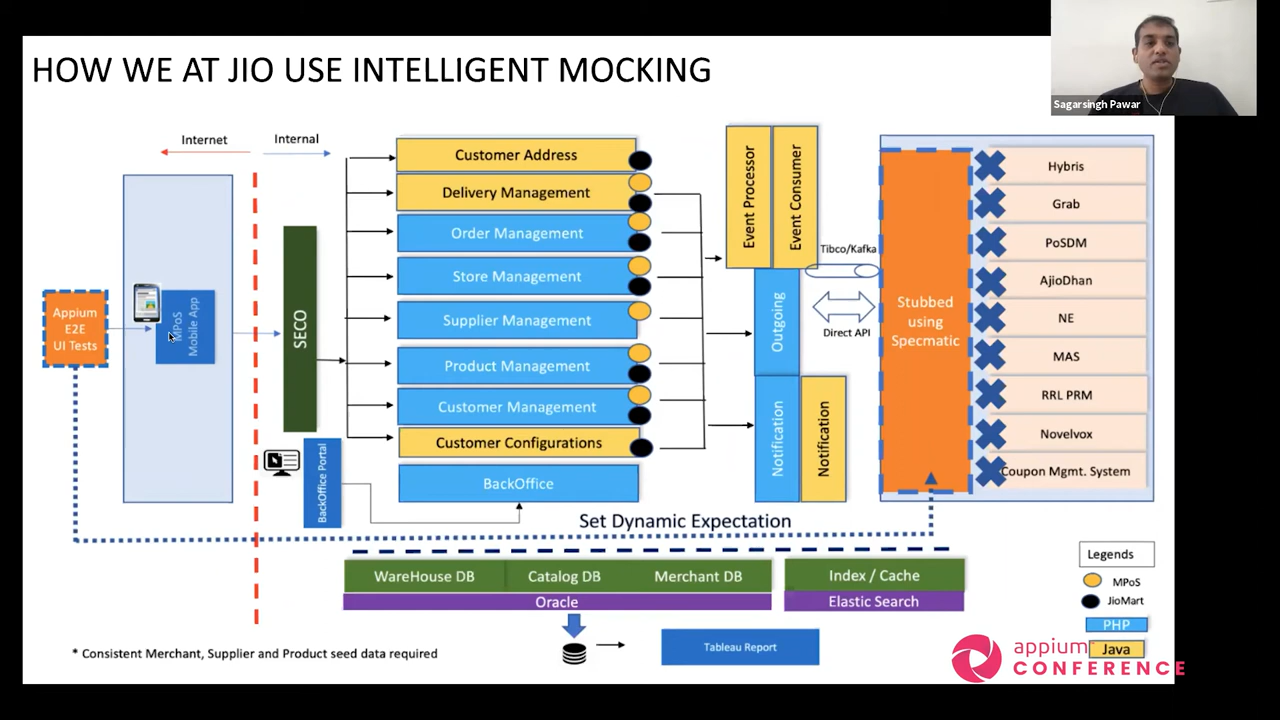 HOW WE AT JIO USE INTELLIGENT MOCKING
Sagarsingh Pawar
Internet
Internal
Appium
E2E
UI Tests
MPoS
Mobile App
SECO
BackOffice Portal
Customer Address
Delivery Management
Order Management
Store Management
Supplier Management
Product Management
Customer Management
Customer Configurations
BackOffice
Event Processor
Event Consumer
Outgoing
Notification
Notification
Tibco/Kafka
Direct API
Stubbed
using
Specmatic
Hybris
Grab
PoSDM
AjioDhan
NE
MAS
RRL PRM
Novelvox
Coupon Mgmt. System
Set Dynamic Expectation
WareHouse DB
Catalog DB
Merchant DB
Oracle
Index / Cache
Elastic Search
Tableau Report
* Consistent Merchant, Supplier and Product seed data required
Legends
MPoS
JioMart
PHP
Java
appium
CONFERENCE